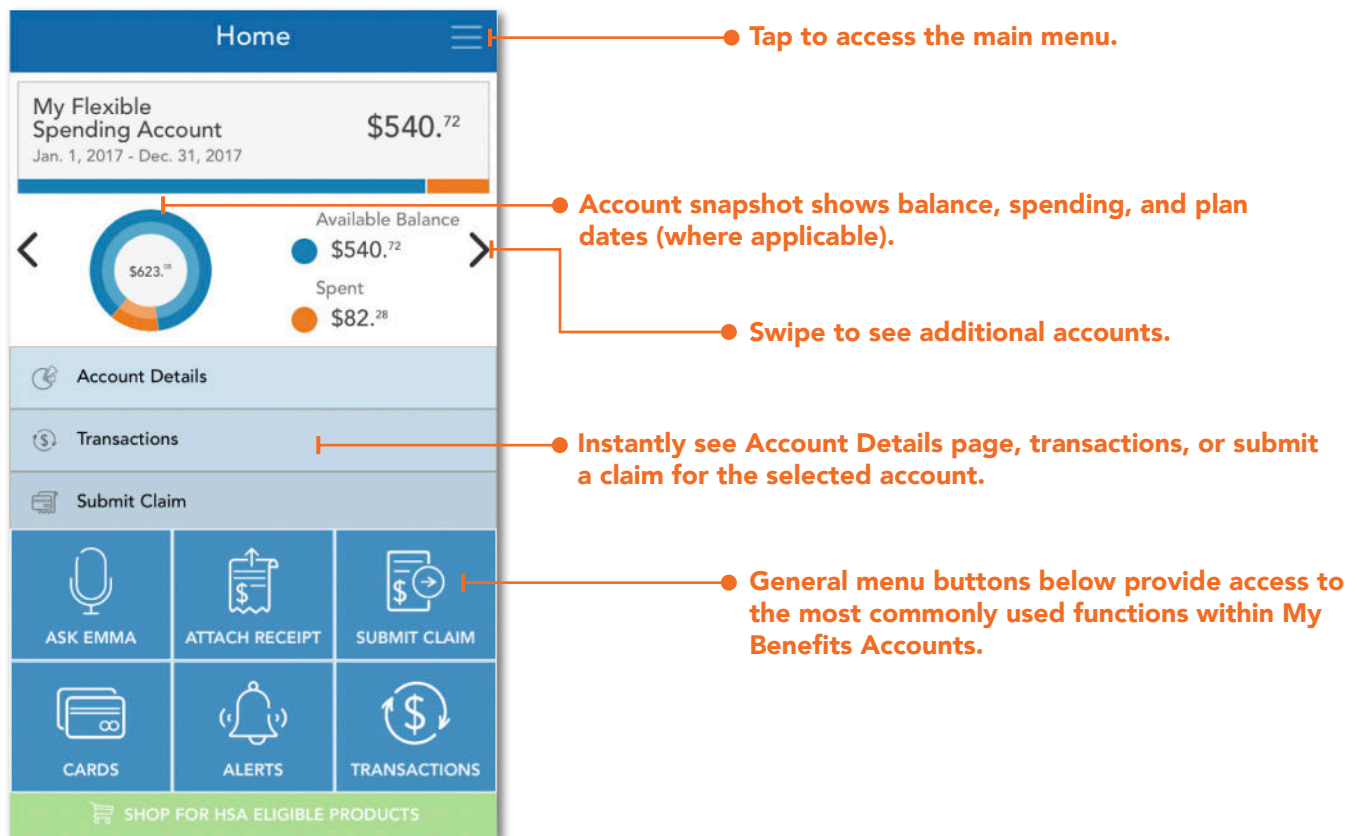 Home
Tap to access the main menu.
My Flexible
Spending Account
$540.72
Jan. 1, 2017 - Dec. 31, 2017
Account snapshot shows balance, spending, and plan
dates (where applicable).
Available Balance
$540.72
$623.
Spent
$82.28
Swipe to see additional accounts.
Account Details
Transactions
Instantly see Account Details page, transactions, or submit
a claim for the selected account.
Submit Claim
ASK EMMA
ATTACH RECEIPT
SUBMIT CLAIM
General menu buttons below provide access to
the most commonly used functions within My
Benefits Accounts.
CARDS
ALERTS
TRANSACTIONS
SHOP FOR HSA ELIGIBLE PRODUCTS